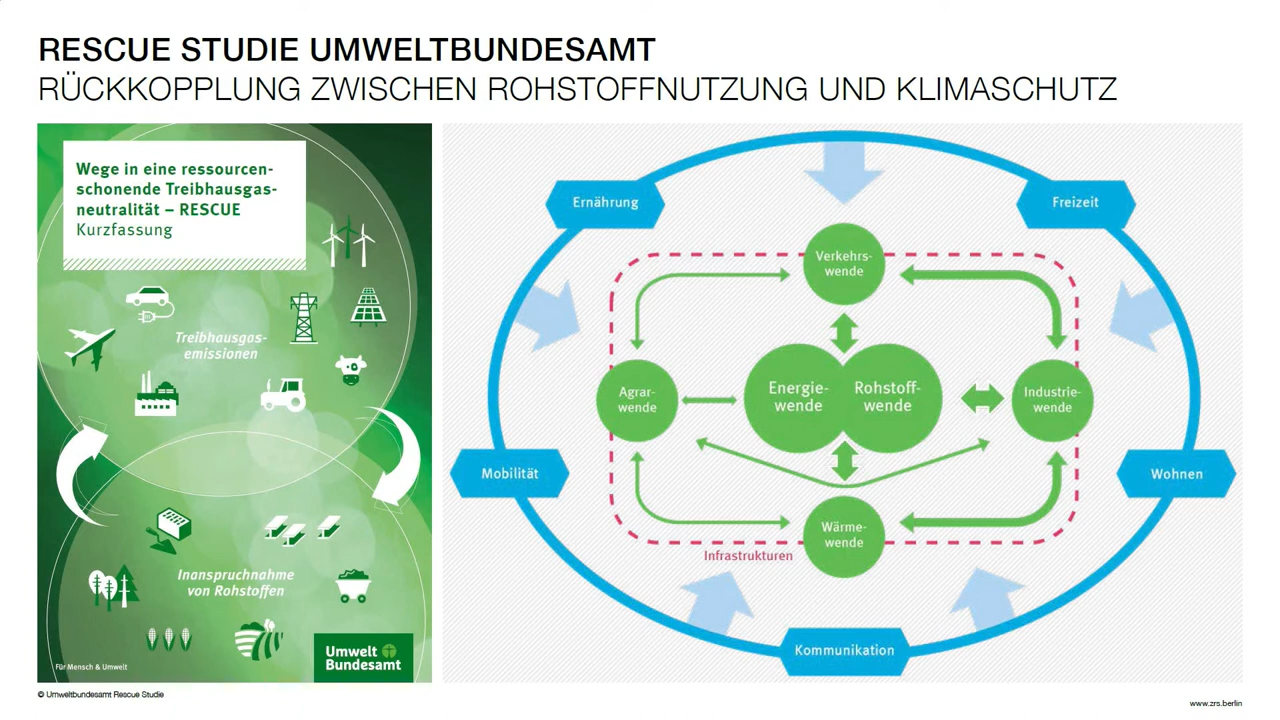 RESCUE STUDIE UMWELTBUNDESAMT
RÜCKKOPPLUNG ZWISCHEN ROHSTOFFNUTZUNG UND KLIMASCHUTZ
Wege in eine ressourcen-
schonende Treibhausgas-
neutralität – RESCUE
Kurzfassung
Treibhausgas-
emissionen
Inanspruchnahme
von Rohstoffen
Für Mensch & Umwelt
Umwelt
Bundesamt
Ernährung
Freizeit
Verkehrs-
wende
Agrar-
wende
Energie-
wende
Rohstoff-
wende
Industrie-
wende
Mobilität
Wohnen
Wärme-
wende
Infrastrukturen
Kommunikation
© Umweltbundesamt Rescue Studie
www.zrs.berlin